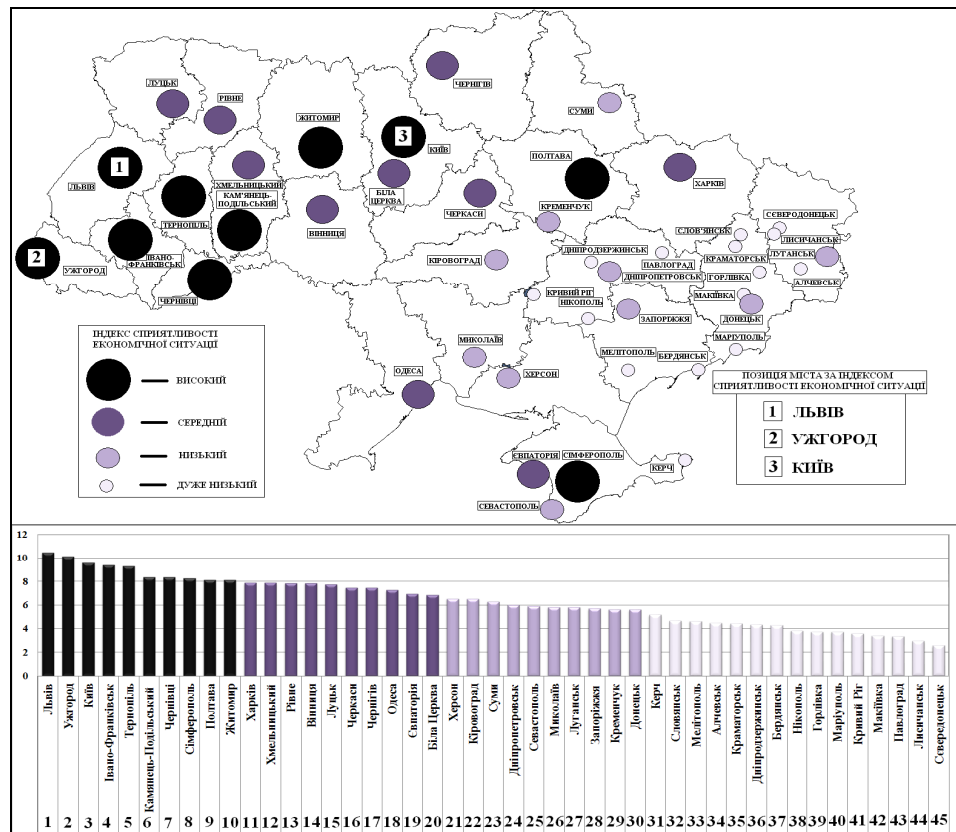 ЧЕРНІГІВ
ЛУЦЬК
РІВНЕ
СУМИ
ЖИТОМИР
3
КИЇВ
ПОЛТАВА
ХАРКІВ
1
ЛЬВІВ
ХМЕЛЬНИЦЬКИЙ
КАМ'ЯНЕЦЬ-
ПОДІЛЬСЬКИЙ
БІЛА
ЦЕРКВА
ЧЕРКАСИ
КРЕМЕНЧУК
ТЕРНОПІЛЬ
ВІННИЦЯ
СЄВЕРОДОНЕЦЬК
СЛОВ'ЯНСЬК
ЛИСИЧАНСЬК
2
УЖГОРОД
ІВАНО-
ФРАНКІВСЬК
КІРОВОГРАД
ДНІПРОДЗЕРЖИНСЬК
ПАВЛОГРАД
КРАМАТОРСЬК
ЛУГАНСЬК
ДНІПРОПЕТРОВСЬК
ГОРЛІВКА
АЛЧЕВСЬК
ЧЕРНІВЦІ
КРИВИЙ РІГ
НІКОПОЛЬ
МАКІЇВКА
ЗАПОРІЖЖЯ
ДОНЕЦЬК
МИКОЛАЇВ
МАРІУПОЛЬ
МЕЛІТОПОЛЬ
БЕРДЯНСЬК
ОДЕСА
ХЕРСОН
ЄВПАТОРІЯ
СІМФЕРОПОЛЬ
КЕРЧ
СЕВАСТОПОЛЬ
ІНДЕКС СПРИЯТЛИВОСТІ
ЕКОНОМІЧНОЇ СИТУАЦІЇ
ВИСОКИЙ
СЕРЕДНІЙ
НИЗЬКИЙ
ДУЖЕ НИЗЬКИЙ
ПОЗИЦІЯ МІСТА ЗА ІНДЕКСОМ
СПРИЯТЛИВОСТІ ЕКОНОМІЧНОЇ СИТУАЦІЇ
1 ЛЬВІВ
2 УЖГОРОД
3 КИЇВ
12
10
8
6
4
2
0
Львів
Ужгород
Київ
Івано-Франківськ
Тернопіль
Камянець-Подільский
Чернівці
Сімферополь
Полтава
Житомир
Харків
Хмельницький
Рівне
Вінниця
Луцьк
Черкаси
Чернігів
Одеса
Євпаторія
Біла Церква
Херон
Кіровоград
Суми
Дніпропетровськ
Севастополь
Миколаїв
Луганськ
Запоріжжя
Кременчук
Донецьк
Керч
Словянськ
Мелітополь
Алчевськ
Краматорськ
Дніпродзержинськ
Бердянськ
Нікополь
Горлівка
Маріуполь
Кривий Ріг
Макіївка
Павлоград
Лисичанськ
Сєвередонецьк
1 2 3 4 5 6 7 8 9 10 11 12 13 14 15 16 17 18 19 20 21 22 23 24 25 26 27 28 29 30 31 32 33 34 35 36 37 38 39 40 41 42 43 44 45